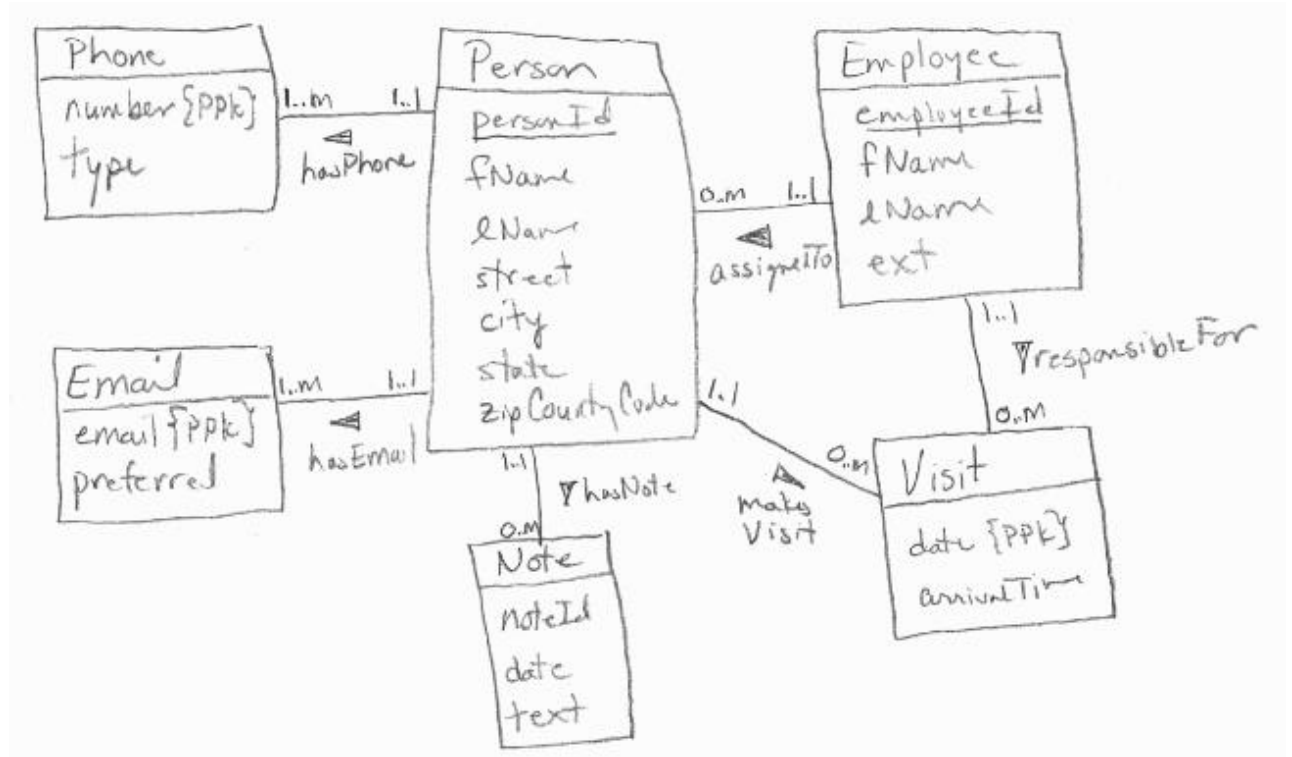 Phone
number {PPK}
type
1..m 1..1
hasPhone
Person
personId
fName
lName
street
city
state
zipCountyCode
0..m 1..1
assignedTo
Employee
employeeId
fName
lName
ext
1..1
responsibleFor
0..m
Email
email {PPK}
preferred
1..m 1..1
hasEmail
1..1
hasNote
0..m
Note
noteId
date
text
1..1
0..m
makes
Visit
Visit
date {PPK}
arrivalTime